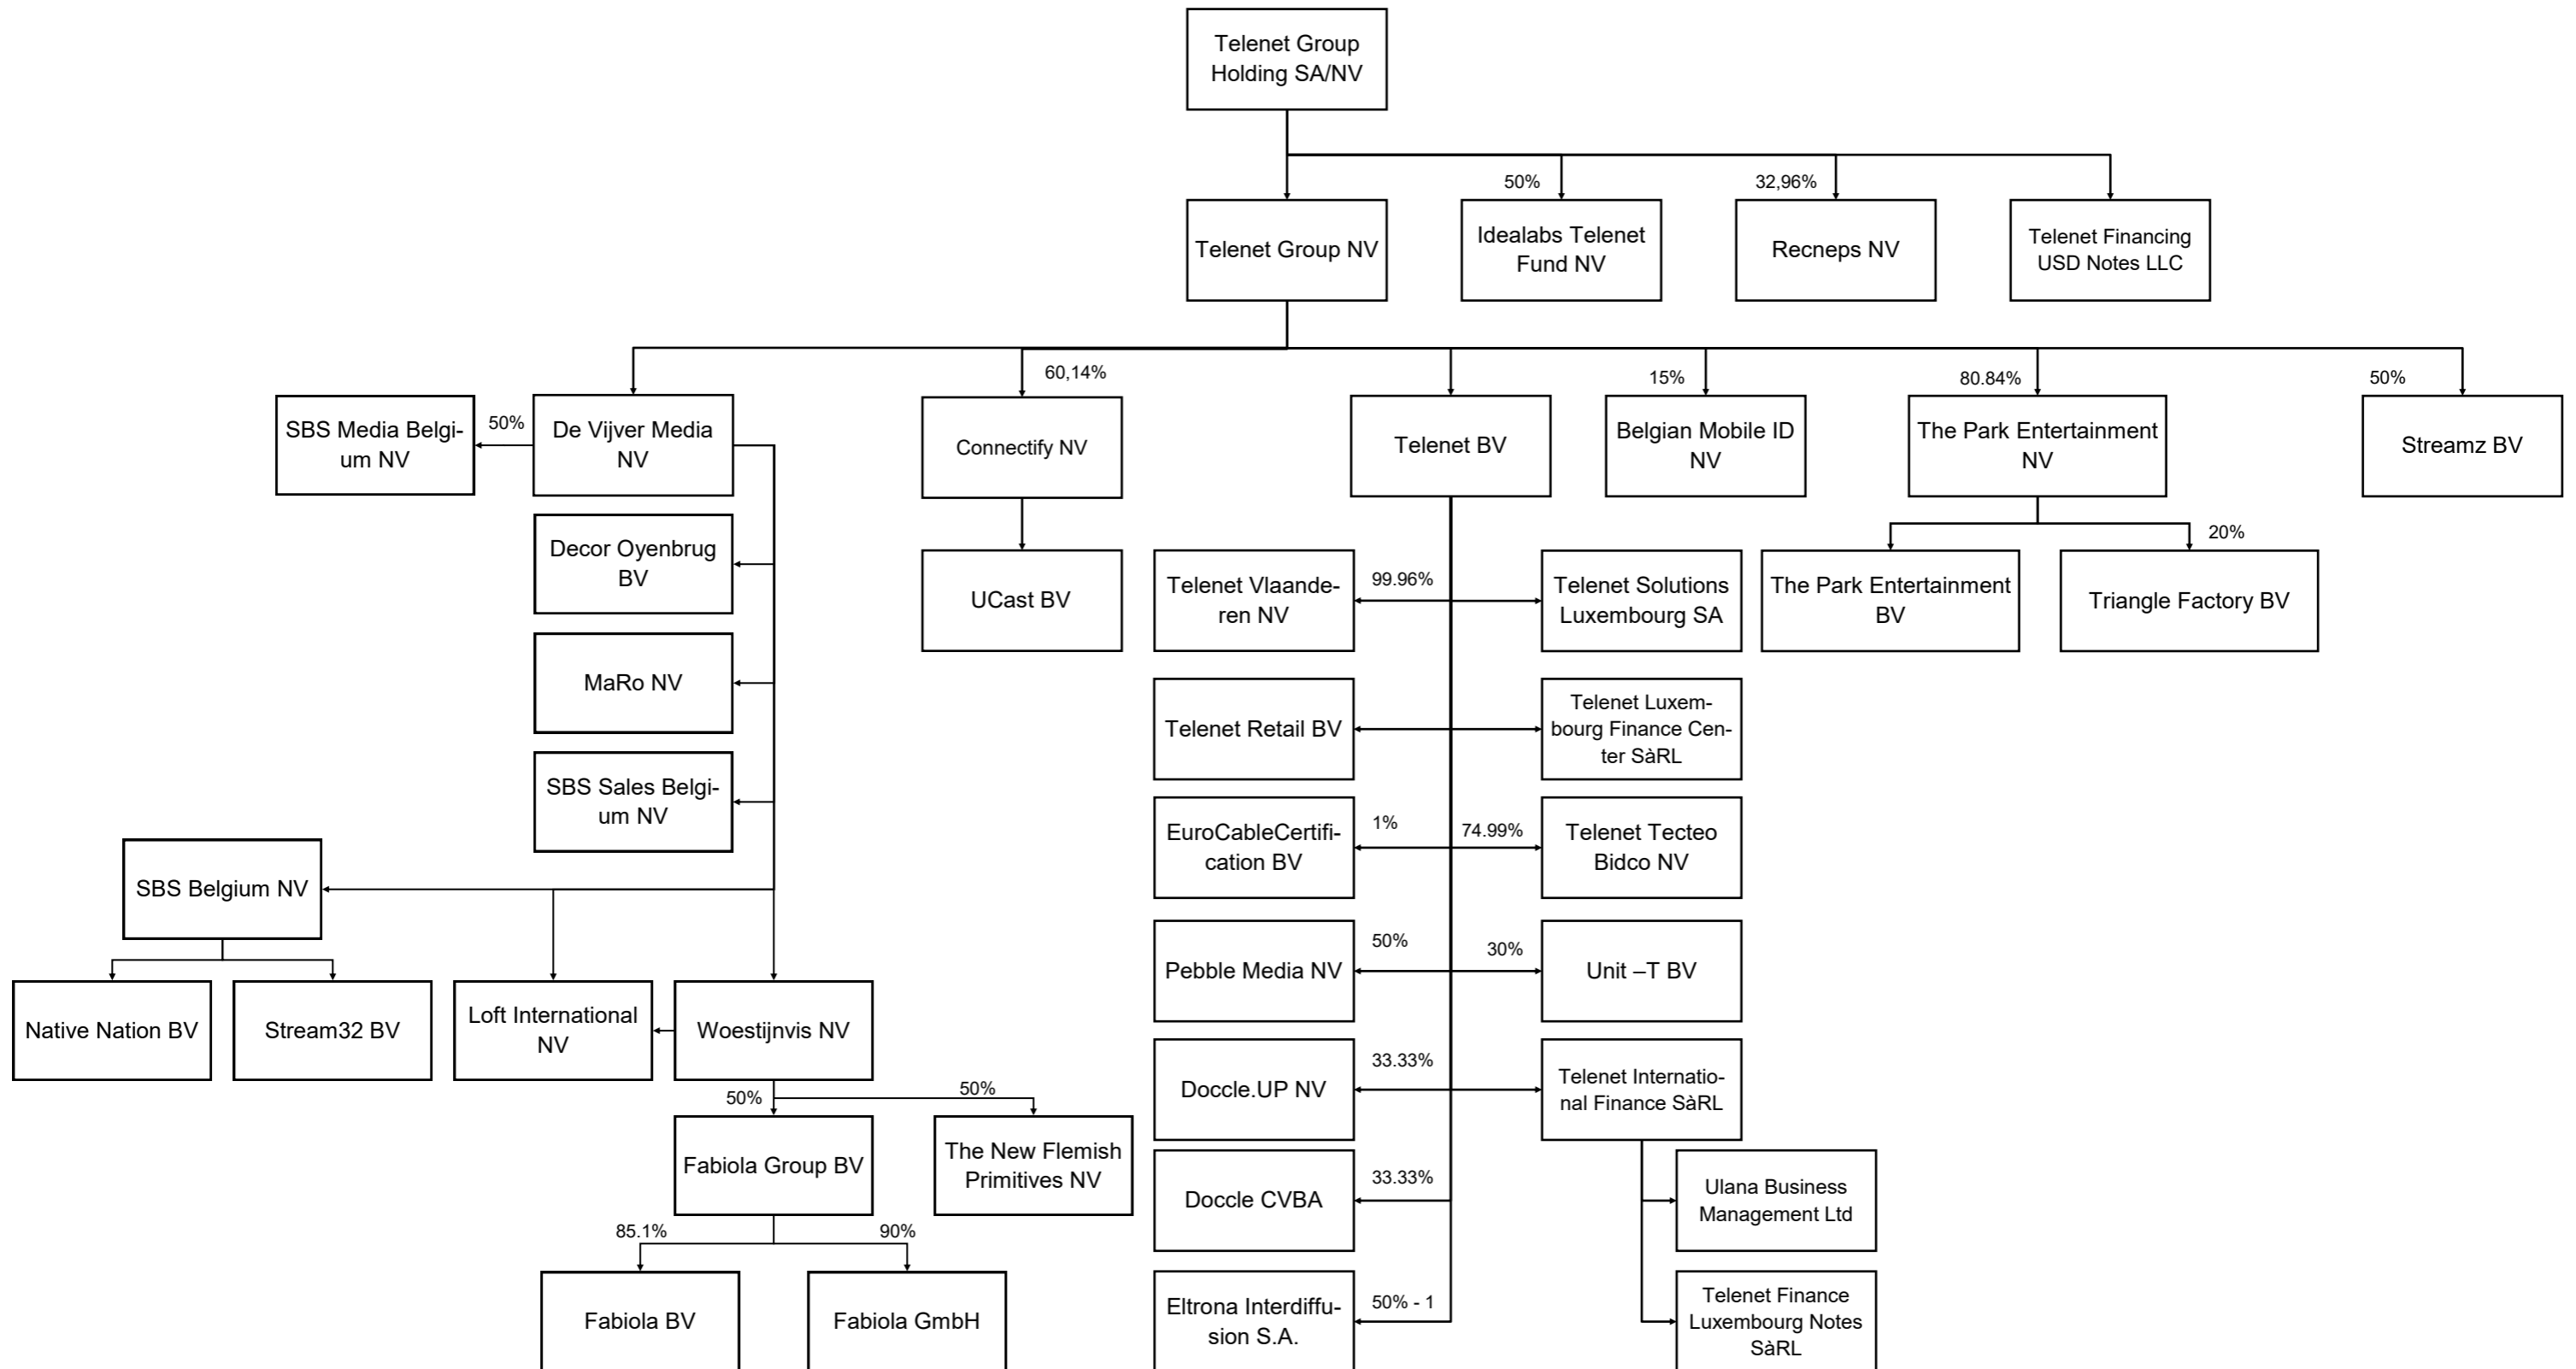 Telenet Group
Holding SA/NV
50%
32,96%
Telenet Group NV
Idealabs Telenet
Fund NV
Recneps NV
Telenet Financing
USD Notes LLC
60,14%
15%
80.84%
50%
SBS Media Belgi-
um NV
50%
De Vijver Media
NV
Connectify NV
Telenet BV
Belgian Mobile ID
NV
The Park Entertainment
NV
Streamz BV
Decor Oyenbrug
BV
MaRo NV
SBS Sales Belgi-
um NV
UCast BV
20%
The Park Entertainment
BV
Triangle Factory BV
Telenet Vlaande-
ren NV
99.96%
Telenet Solutions
Luxembourg SA
Telenet Retail BV
Telenet Luxem-
bourg Finance Cen-
ter SàRL
EuroCableCertifi-
cation BV
1%
74.99%
Telenet Tecteo
Bidco NV
Pebble Media NV
50%
30%
Unit –T BV
Doccle.UP NV
33.33%
Telenet Internatio-
nal Finance SàRL
Doccle CVBA
33.33%
Ulana Business
Management Ltd
Eltrona Interdiffu-
sion S.A.
50% - 1
Telenet Finance
Luxembourg Notes
SàRL
SBS Belgium NV
Native Nation BV
Stream32 BV
Loft International
NV
Woestijnvis NV
50%
50%
Fabiola Group BV
The New Flemish
Primitives NV
85.1%
90%
Fabiola BV
Fabiola GmbH